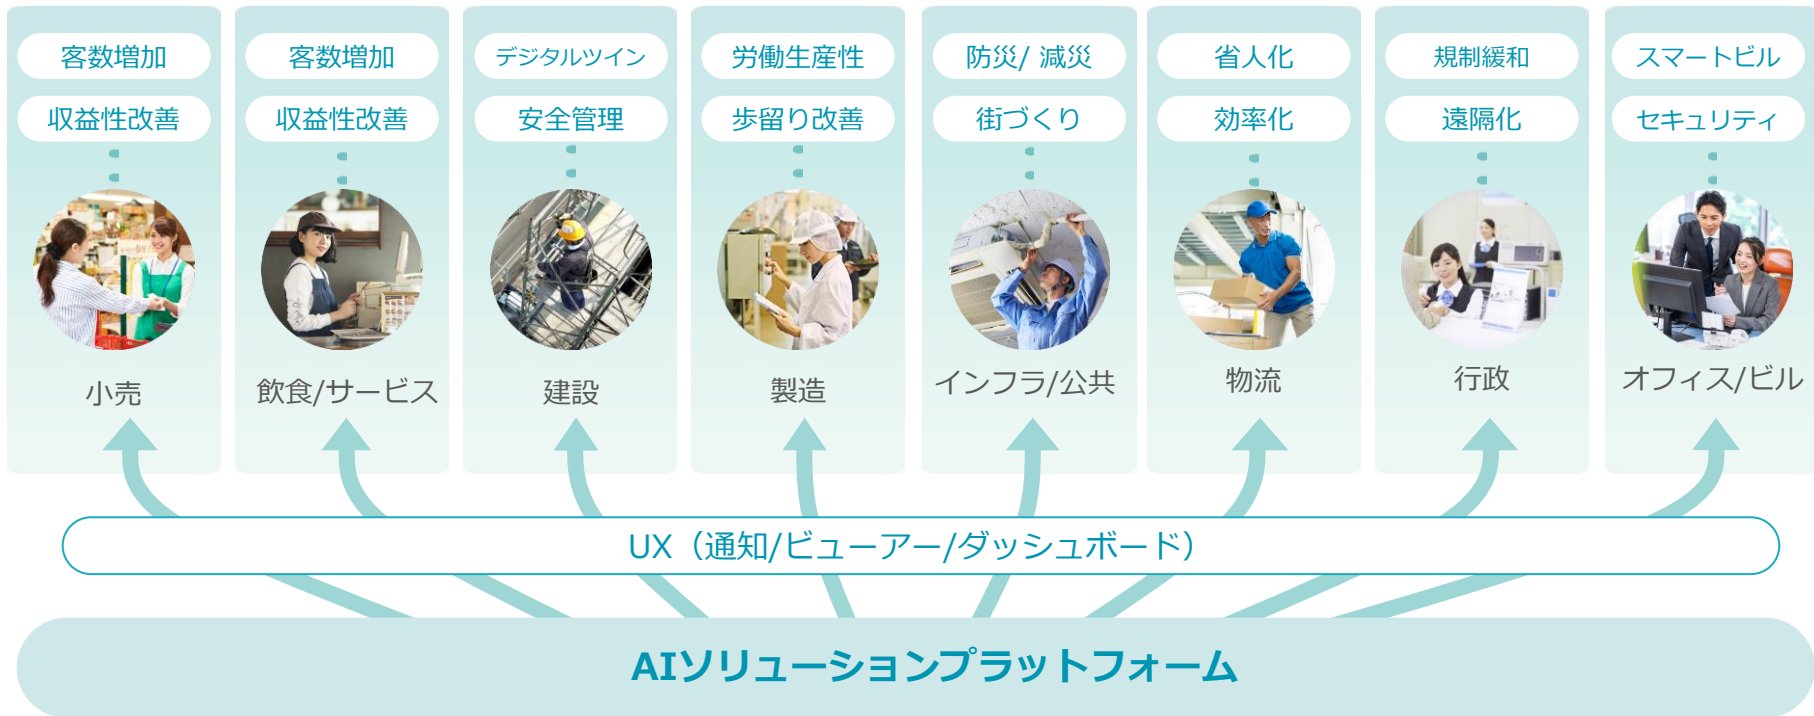 客数増加
収益性改善
小売
客数増加
収益性改善
飲食/サービス
デジタルツイン
安全管理
建設
労働生産性
歩留り改善
製造
防災/ 減災
街づくり
インフラ/公共
省人化
効率化
物流
規制緩和
遠隔化
行政
スマートビル
セキュリティ
オフィス/ビル
UX（通知/ビューアー/ダッシュボード）
AIソリューションプラットフォーム